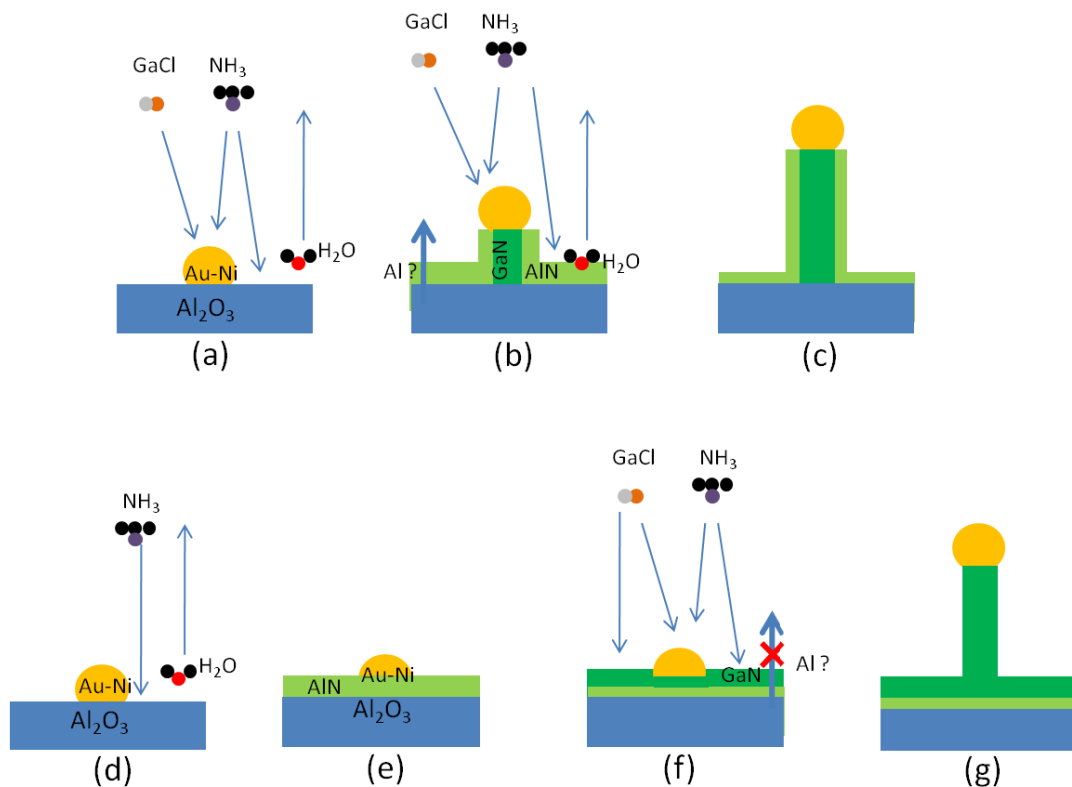 GaCl
NH₃
H₂O
Au-Ni
Al₂O₃
(a)
GaCl
NH₃
Al ?
GaN
AlN
H₂O
(b)
(c)
NH₃
H₂O
Au-Ni
Al₂O₃
(d)
AlN
Au-Ni
Al₂O₃
(e)
GaCl
NH₃
GaN
Al ?
(f)
(g)